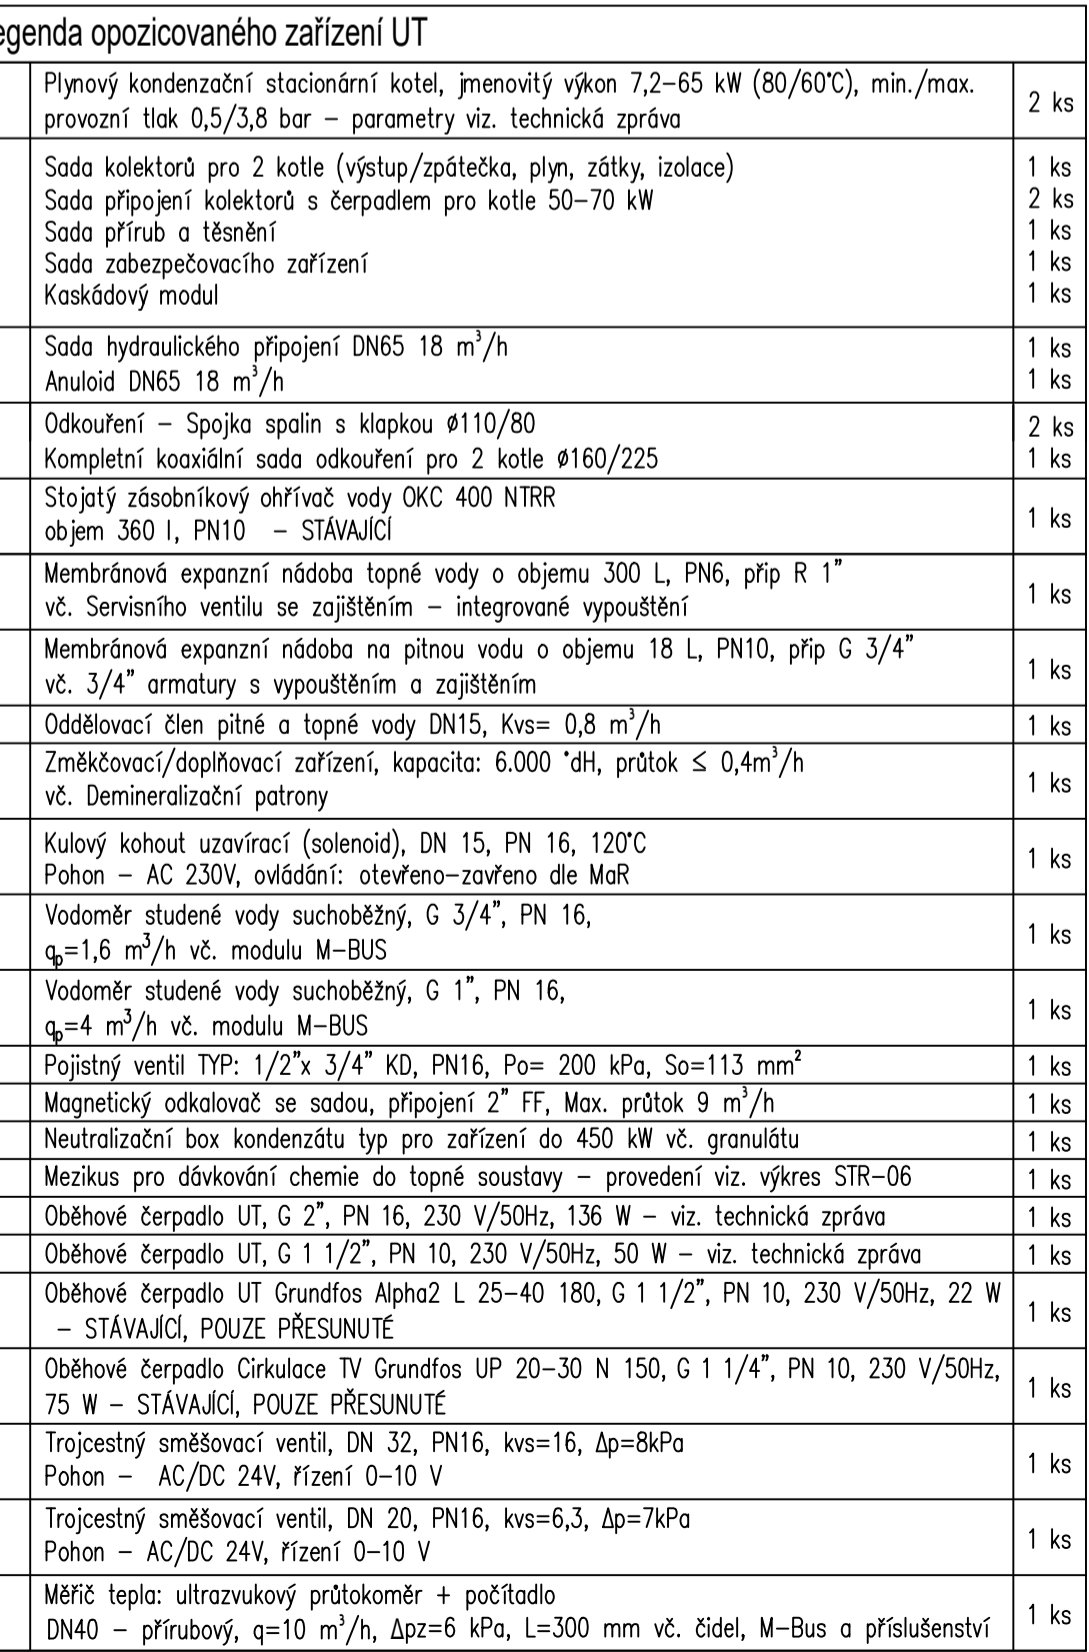 egenda opozicovaného zařízení UT
Plynový kondenzační stacionární kotel, jmenovitý výkon 7,2–65 kW (80/60°C), min./max.
provozní tlak 0,5/3,8 bar – parametry viz. technická zpráva
2 ks
Sada kolektorů pro 2 kotle (výstup/zpátečka, plyn, zátky, izolace) 1 ks
Sada připojení kolektorů s čerpadlem pro kotle 50–70 kW 2 ks
Sada přírub a těsnění 1 ks
Sada zabezpečovacího zařízení 1 ks
Kaskádový modul 1 ks
Sada hydraulického připojení DN65 18 m³/h 1 ks
Anuloid DN65 18 m³/h 1 ks
Odkouření – Spojka spalin s klapkou ø110/80 2 ks
Kompletní koaxiální sada odkouření pro 2 kotle ø160/225 1 ks
Stojatý zásobníkový ohřívač vody OKC 400 NTRR
objem 360 l, PN10 – STÁVAJÍCÍ
1 ks
Membránová expanzní nádoba topné vody o objemu 300 L, PN6, přip R 1"
vč. Servisního ventilu se zajištěním – integrované vypouštění
1 ks
Membránová expanzní nádoba na pitnou vodu o objemu 18 L, PN10, přip G 3/4"
vč. 3/4" armatury s vypouštěním a zajištěním
1 ks
Oddělovací člen pitné a topné vody DN15, Kvs= 0,8 m³/h 1 ks
Změkčovací/doplňovací zařízení, kapacita: 6.000 °dH, průtok ≤ 0,4m³/h
vč. Demineralizační patrony
1 ks
Kulový kohout uzavírací (solenoid), DN 15, PN 16, 120°C
Pohon – AC 230V, ovládání: otevřeno–zavřeno dle MaR
1 ks
Vodoměr studené vody suchoběžný, G 3/4", PN 16,
qp=1,6 m³/h vč. modulu M–BUS
1 ks
Vodoměr studené vody suchoběžný, G 1", PN 16,
qp=4 m³/h vč. modulu M–BUS
1 ks
Pojistný ventil TYP: 1/2"x 3/4" KD, PN16, Po= 200 kPa, So=113 mm² 1 ks
Magnetický odkalovač se sadou, připojení 2" FF, Max. průtok 9 m³/h 1 ks
Neutralizační box kondenzátu typ pro zařízení do 450 kW vč. granulátu 1 ks
Mezikus pro dávkování chemie do topné soustavy – provedení viz. výkres STR–06 1 ks
Oběhové čerpadlo UT, G 2", PN 16, 230 V/50Hz, 136 W – viz. technická zpráva 1 ks
Oběhové čerpadlo UT, G 1 1/2", PN 10, 230 V/50Hz, 50 W – viz. technická zpráva 1 ks
Oběhové čerpadlo UT Grundfos Alpha2 L 25–40 180, G 1 1/2", PN 10, 230 V/50Hz, 22 W
– STÁVAJÍCÍ, POUZE PŘESUNUTÉ
1 ks
Oběhové čerpadlo Cirkulace TV Grundfos UP 20–30 N 150, G 1 1/4", PN 10, 230 V/50Hz,
75 W – STÁVAJÍCÍ, POUZE PŘESUNUTÉ
1 ks
Trojcestný směšovací ventil, DN 32, PN16, kvs=16, Δp=8kPa
Pohon – AC/DC 24V, řízení 0–10 V
1 ks
Trojcestný směšovací ventil, DN 20, PN16, kvs=6,3, Δp=7kPa
Pohon – AC/DC 24V, řízení 0–10 V
1 ks
Měřič tepla: ultrazvukový průtokoměr + počítadlo
DN40 – přírubový, q=10 m³/h, Δpz=6 kPa, L=300 mm vč. čidel, M–Bus a příslušenství
1 ks